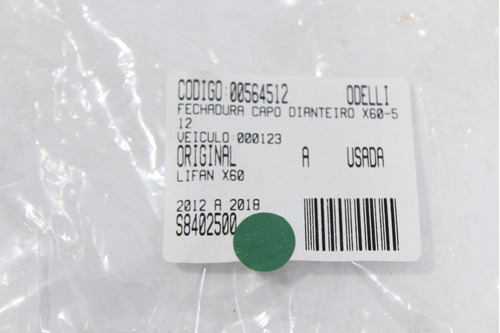 CODIGO:00564512 ODELLI
FECHADURA CAPO DIANTEIRO X60-5
12
VEICULO:000123
ORIGINAL A USADA
LIFAN X60
2012 A 2018
S8402500